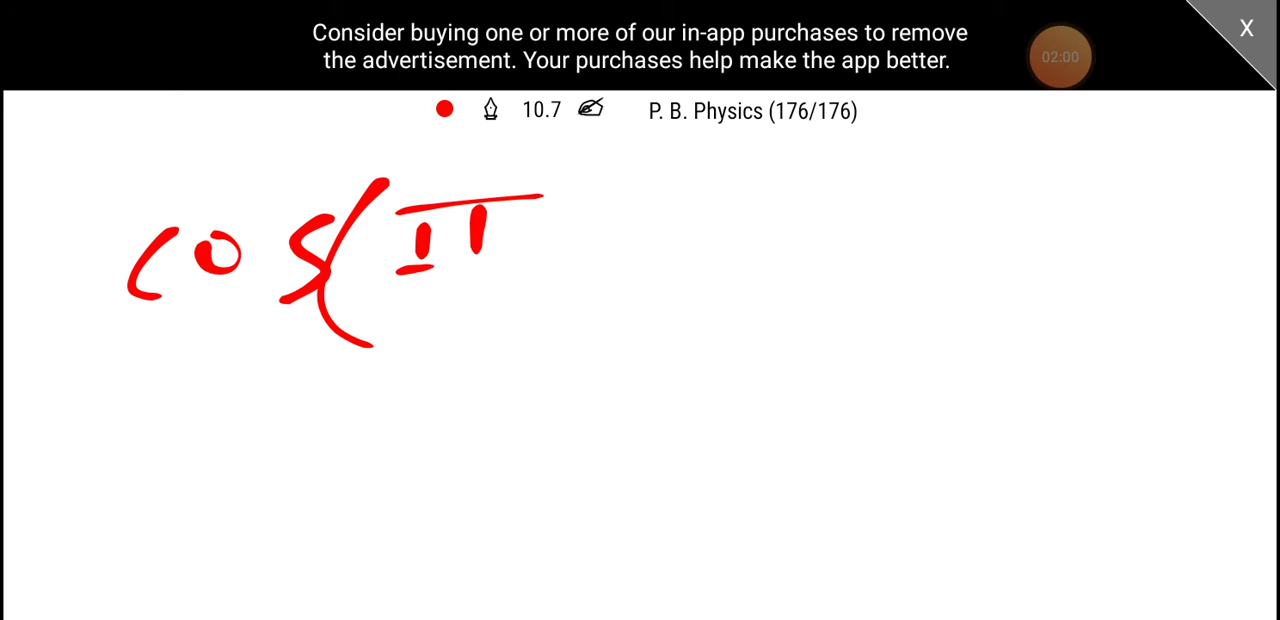 Consider buying one or more of our in-app purchases to remove
the advertisement. Your purchases help make the app better.
02:00
X
10.7 P. B. Physics (176/176)
cos(